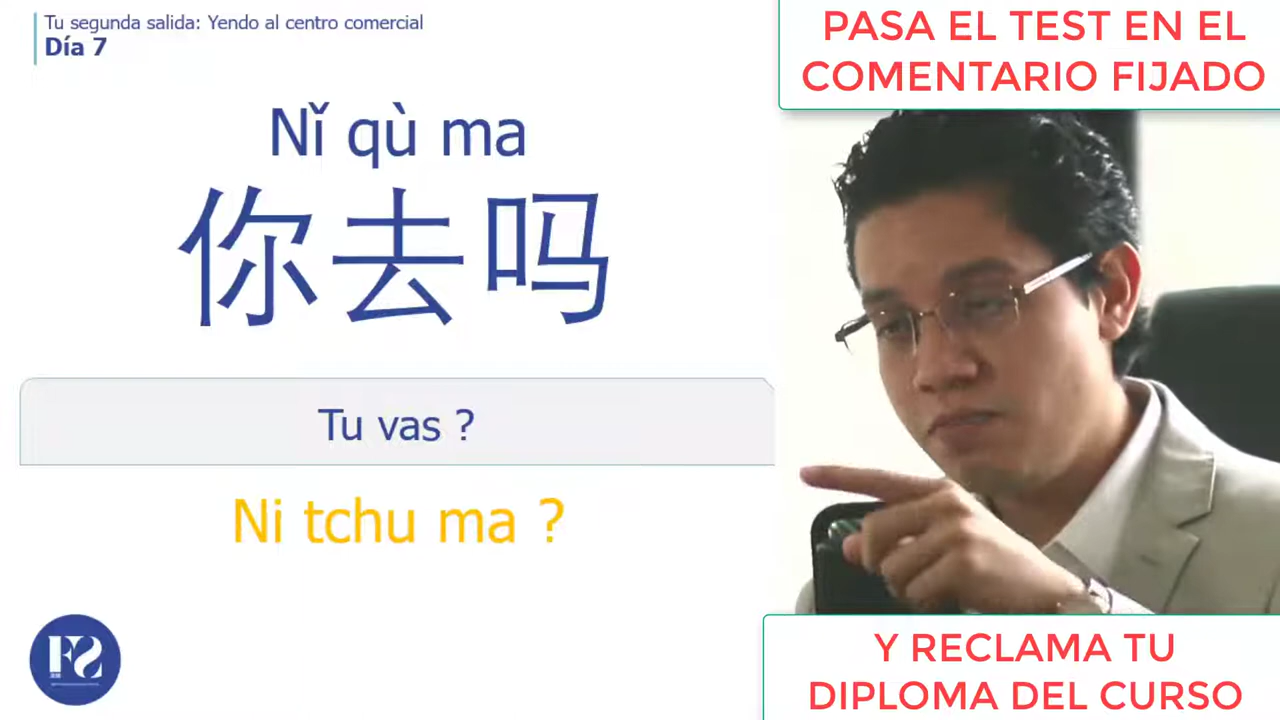 Tu segunda salida: Yendo al centro comercial
Día 7
Nǐ qù ma
你去吗
Tu vas ?
Ni tchu ma ?
PASA EL TEST EN EL
COMENTARIO FIJADO
Y RECLAMA TU
DIPLOMA DEL CURSO